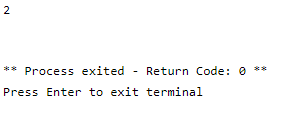 2
** Process exited - Return Code: 0 **
Press Enter to exit terminal